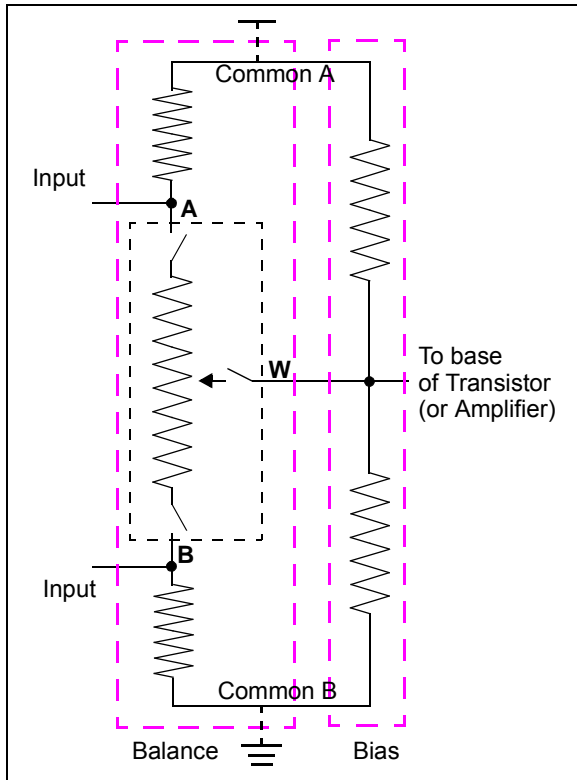 Common A
Input
A
W
To base
of Transistor
(or Amplifier)
B
Input
Common B
Balance
Bias